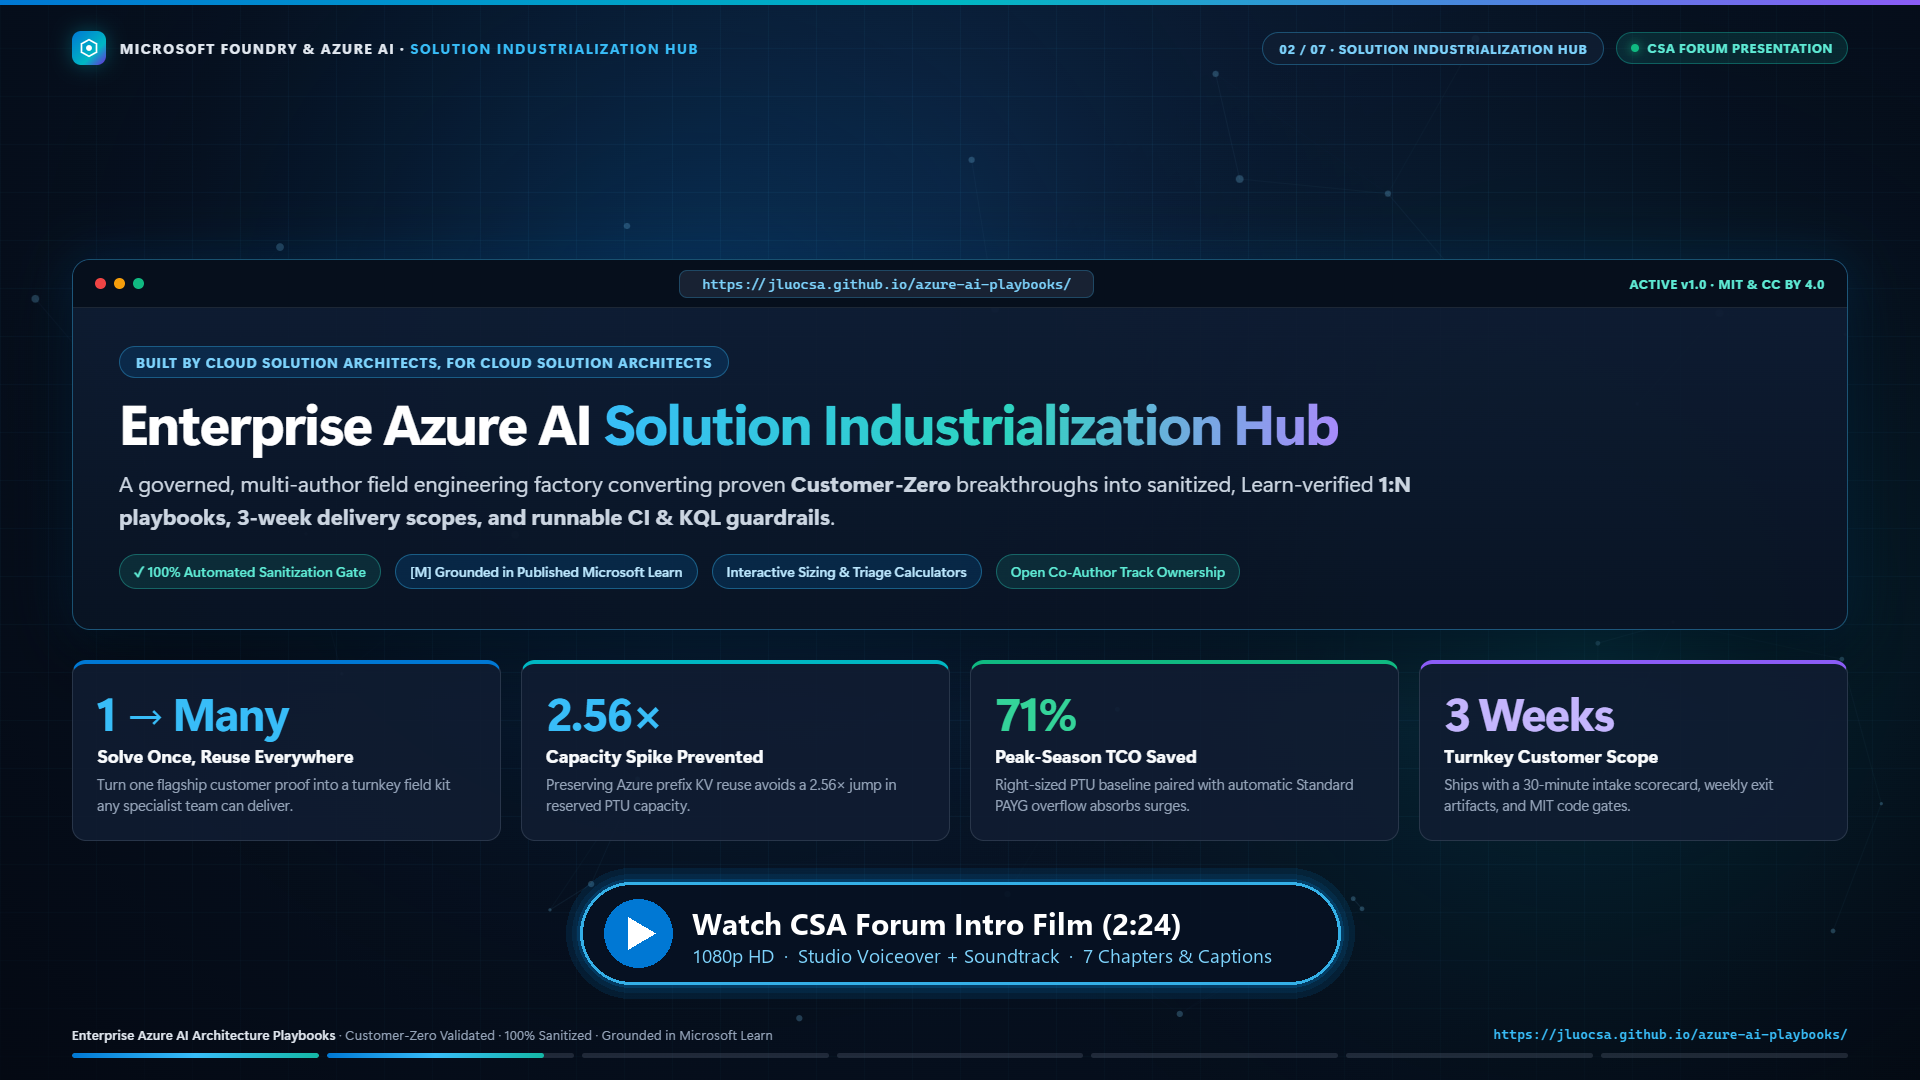 MICROSOFT FOUNDRY & AZURE AI · SOLUTION INDUSTRIALIZATION HUB
02 / 07 · SOLUTION INDUSTRIALIZATION HUB
CSA FORUM PRESENTATION
https://jluocsa.github.io/azure-ai-playbooks/
ACTIVE v1.0 · MIT & CC BY 4.0
BUILT BY CLOUD SOLUTION ARCHITECTS, FOR CLOUD SOLUTION ARCHITECTS
Enterprise Azure AI Solution Industrialization Hub
A governed, multi-author field engineering factory converting proven Customer-Zero breakthroughs into sanitized, Learn-verified 1:N
playbooks, 3-week delivery scopes, and runnable CI & KQL guardrails.
✓ 100% Automated Sanitization Gate
[M] Grounded in Published Microsoft Learn
Interactive Sizing & Triage Calculators
Open Co-Author Track Ownership
1 → Many
Solve Once, Reuse Everywhere
Turn one flagship customer proof into a turnkey field kit
any specialist team can deliver.
2.56×
Capacity Spike Prevented
Preserving Azure prefix KV reuse avoids a 2.56× jump in
reserved PTU capacity.
71%
Peak-Season TCO Saved
Right-sized PTU baseline paired with automatic Standard
PAYG overflow absorbs surges.
3 Weeks
Turnkey Customer Scope
Ships with a 30-minute intake scorecard, weekly exit
artifacts, and MIT code gates.
Watch CSA Forum Intro Film (2:24)
1080p HD · Studio Voiceover + Soundtrack · 7 Chapters & Captions
Enterprise Azure AI Architecture Playbooks · Customer-Zero Validated · 100% Sanitized · Grounded in Microsoft Learn
https://jluocsa.github.io/azure-ai-playbooks/